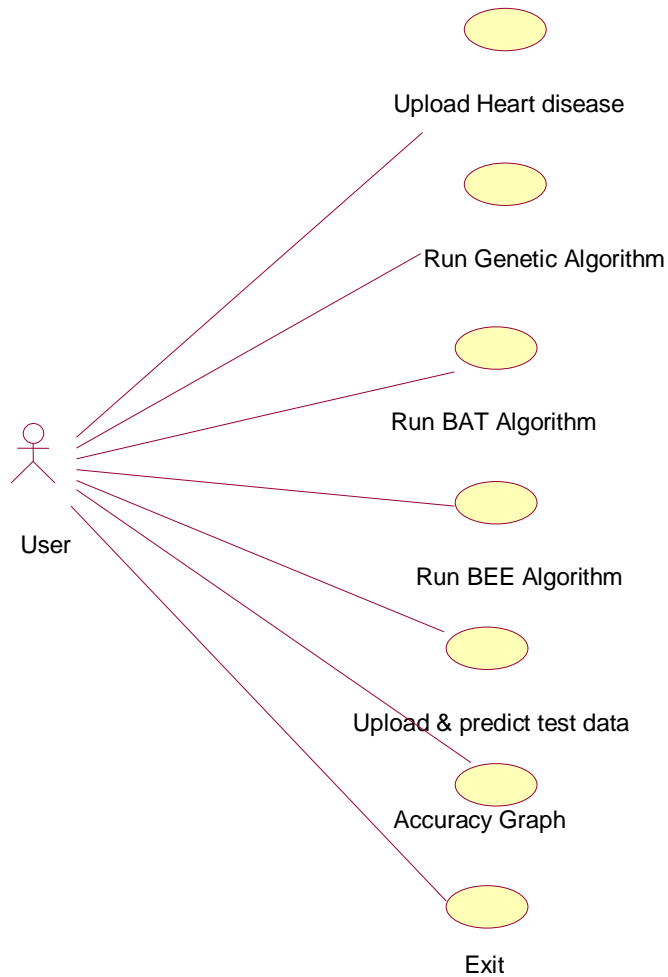 Upload Heart disease
Run Genetic Algorithm
Run BAT Algorithm
User
Run BEE Algorithm
Upload & predict test data
Accuracy Graph
Exit